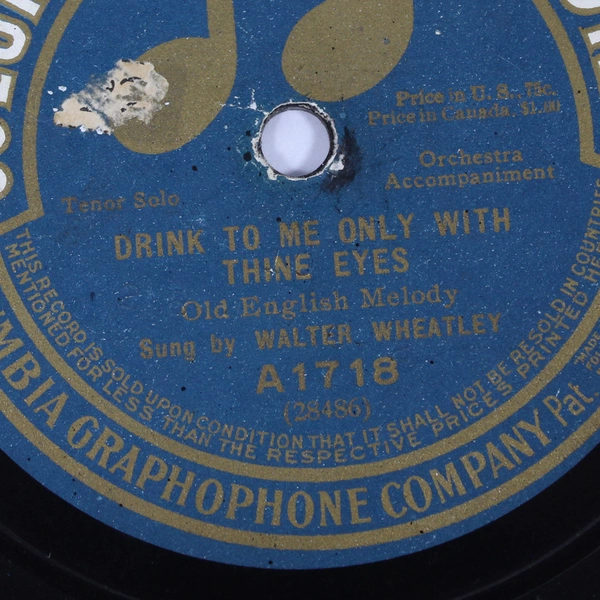 Price in U. S., 75c.
Price in Canada, $1.00
Orchestra
Accompaniment
Tenor Solo
DRINK TO ME ONLY WITH
THINE EYES
Old English Melody
Sung by WALTER WHEATLEY
A1718
(28486)
THIS RECORD IS SOLD UPON CONDITION THAT IT SHALL NOT BE RESOLD IN COUNTRIES
MENTIONED FOR LESS THAN THE RESPECTIVE PRICES PRINTED
GRAPHOPHONE COMPANY Pat.